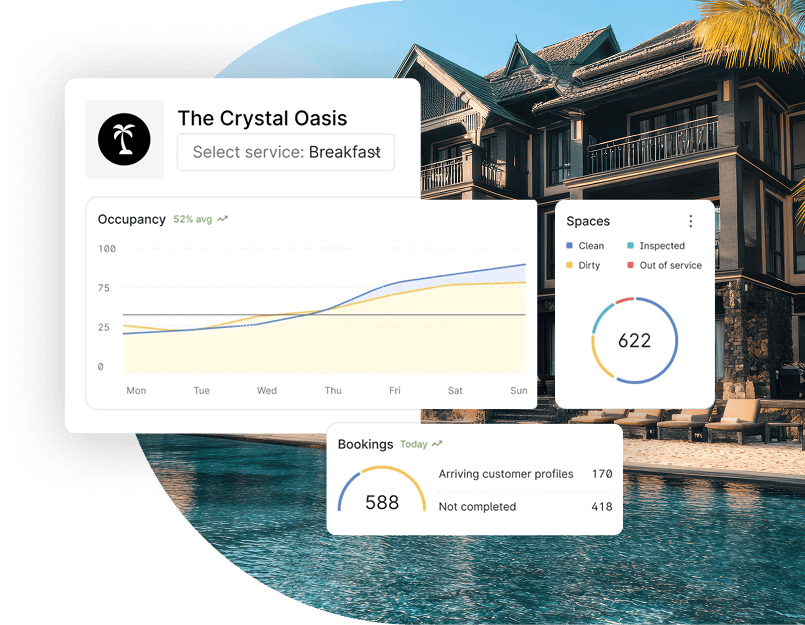 The Crystal Oasis
Select service: Breakfast
Occupancy 52% avg
100
75
25
0
Mon Tue Wed Thu Fri Sat Sun
Spaces
Clean Inspected
Dirty Out of service
622
Bookings Today
588
Arriving customer profiles 170
Not completed 418